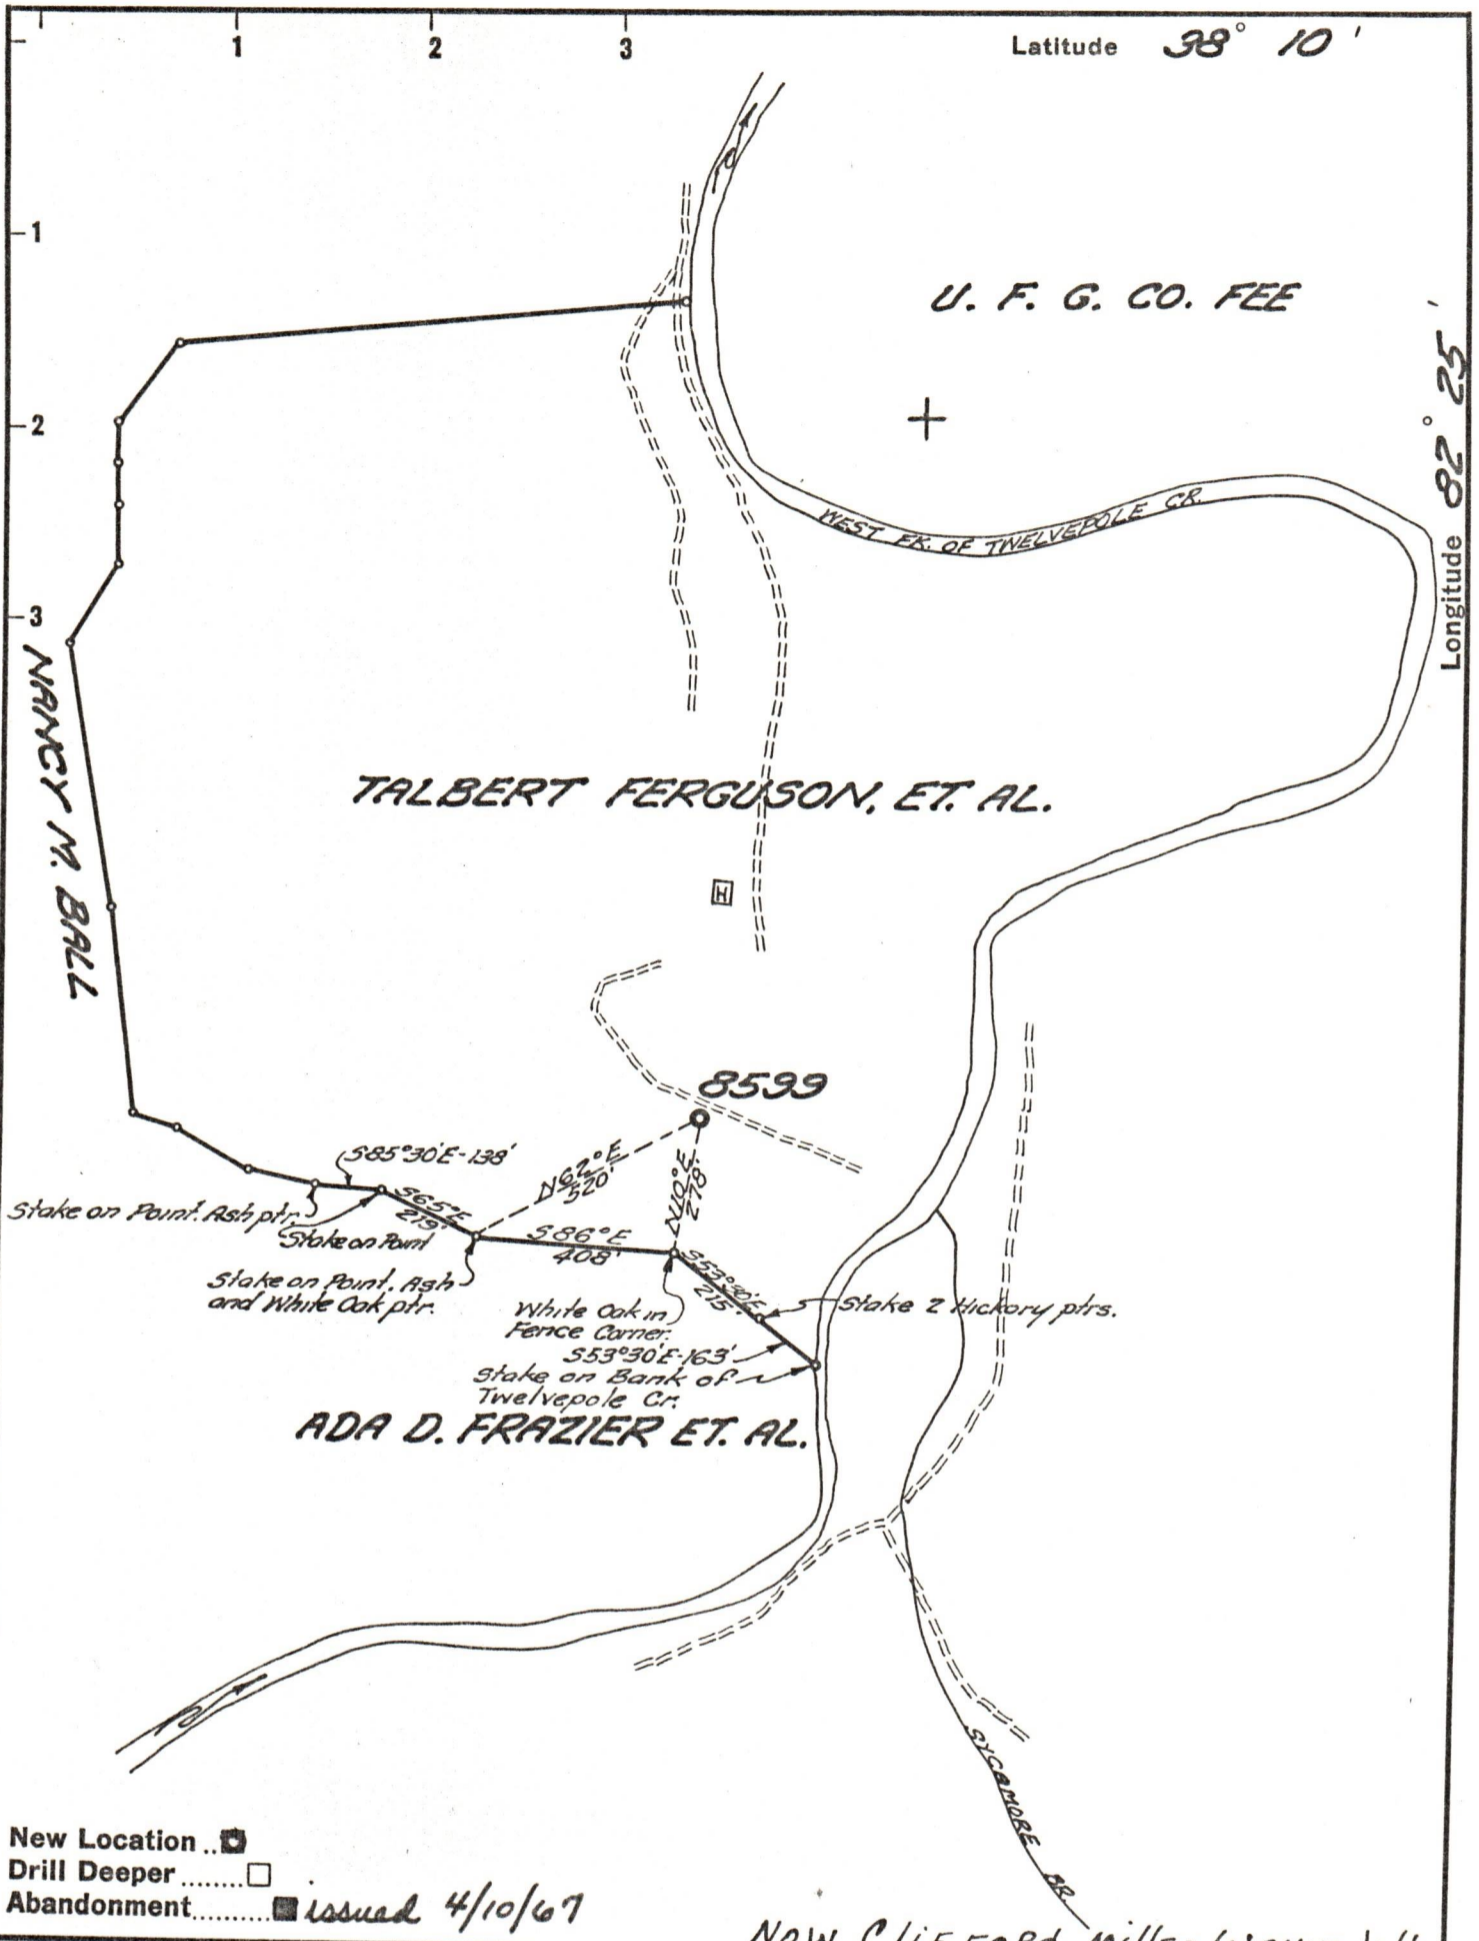 1 2 3
Latitude 38° 10'
1
U. F. G. CO. FEE
Longitude 82° 25'
2
WEST FK. OF TWELVEPOLE CR.
3
NANCY M. BALL
TALBERT FERGUSON, ET. AL.
H
8599
S85°30'E-138'
N62°E
520'
N10°E
278'
Stake on Point. Ash ptr.
S65°E
219'
Stake on Point
S86°E
408'
Stake on Point. Ash
and White Oak ptr.
S53°30'E
215'
White Oak in
Fence Corner.
Stake 2 Hickory ptrs.
S53°30'E-163'
Stake on Bank of
Twelvepole Cr.
ADA D. FRAZIER ET. AL.
SYCAMORE BR.
New Location
Drill Deeper
Abandonment issued 4/10/67
Now Clifford